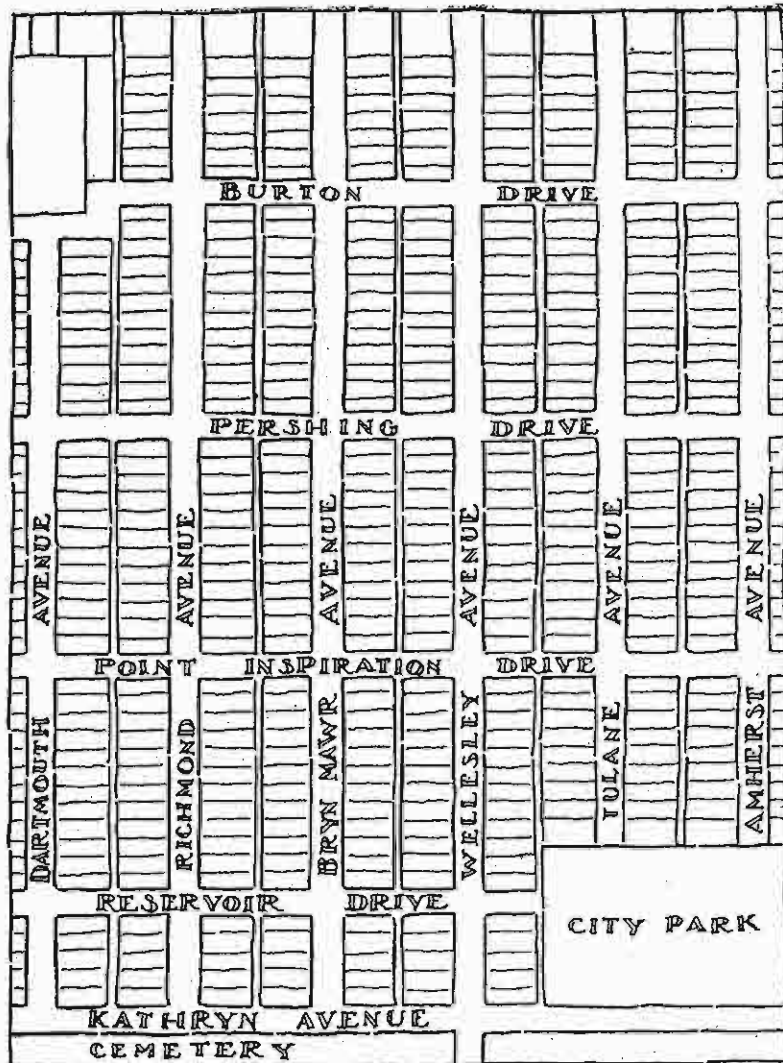 BURTON DRIVE
PERSHING DRIVE
AVENUE
AVENUE
AVENUE
AVENUE
AVENUE
AVENUE
POINT INSPIRATION DRIVE
DARTMOUTH
RICHMOND
BRYN MAWR
WELLESLEY
TULANE
AMHERST
RESERVOIR DRIVE
CITY PARK
KATHRYN AVENUE
CEMETERY